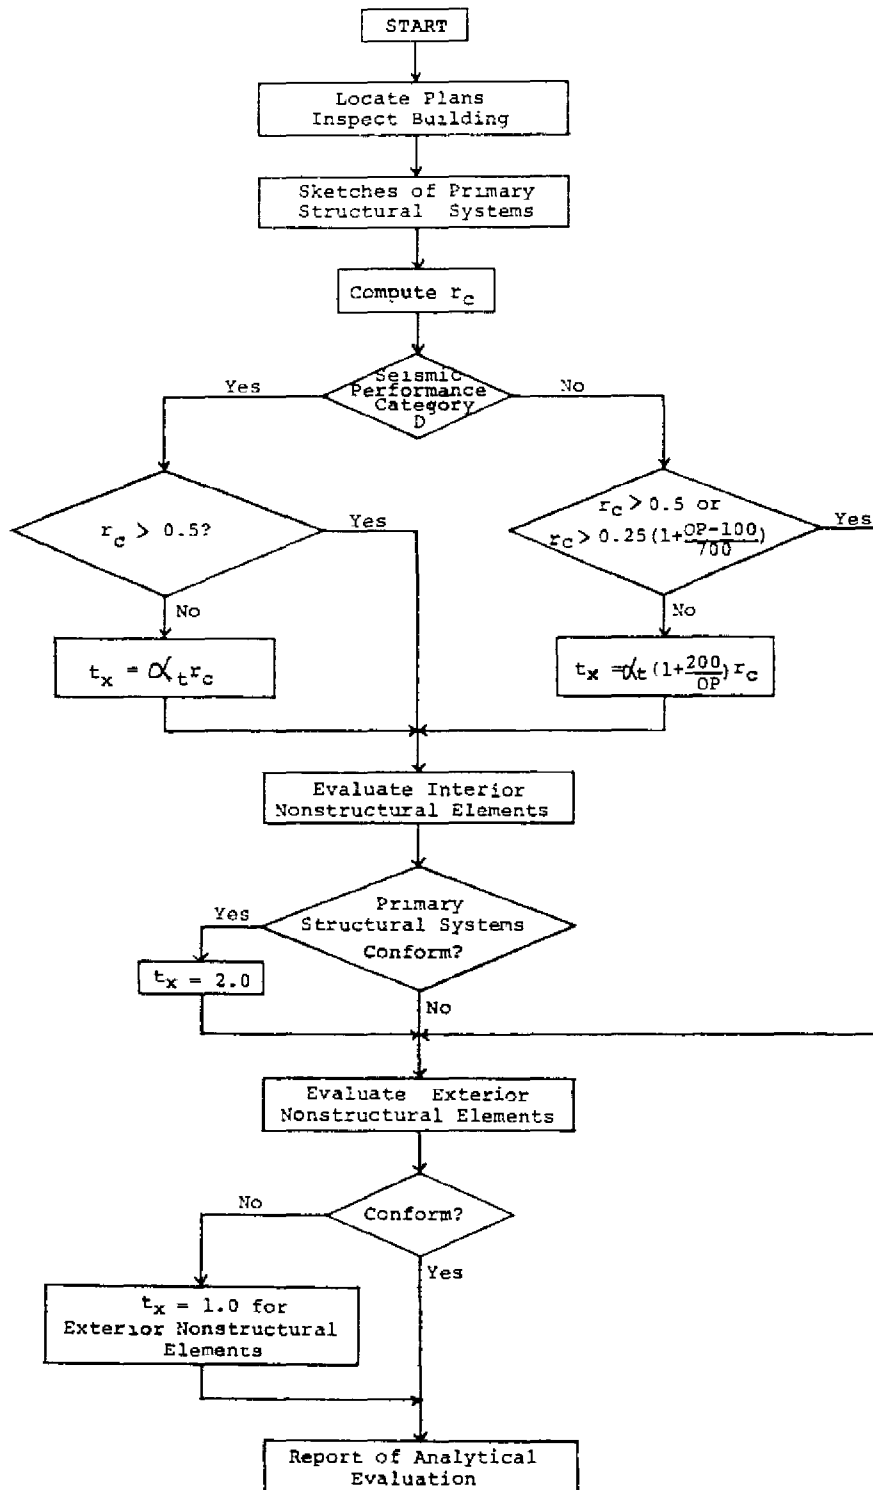 START
Locate Plans
Inspect Building
Sketches of Primary
Structural Systems
Compute r_c
Seismic
Performance
Category
D
Yes
No
r_c > 0.5?
Yes
r_c > 0.5 or
r_c > 0.25 (1+\frac{OP-100}{700})
Yes
No
No
t_x = α_t r_c
t_x = α_t (1+\frac{200}{OP}) r_c
Evaluate Interior
Nonstructural Elements
Primary
Structural Systems
Conform?
Yes
t_x = 2.0
No
Evaluate Exterior
Nonstructural Elements
No
Conform?
Yes
t_x = 1.0 for
Exterior Nonstructural
Elements
Report of Analytical
Evaluation